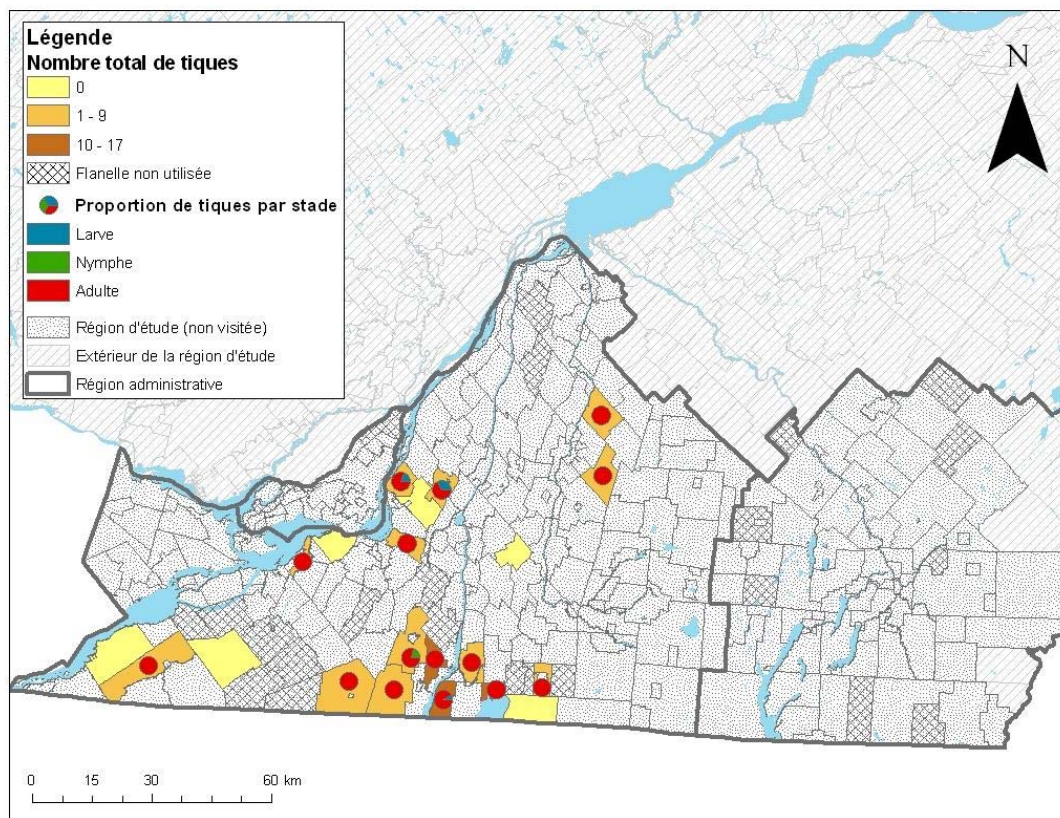 Légende
Nombre total de tiques
0
1 - 9
10 - 17
Flanelle non utilisée
Proportion de tiques par stade
Larve
Nymphe
Adulte
Région d'étude (non visitée)
Extérieur de la région d'étude
Région administrative
N
0 15 30 60 km